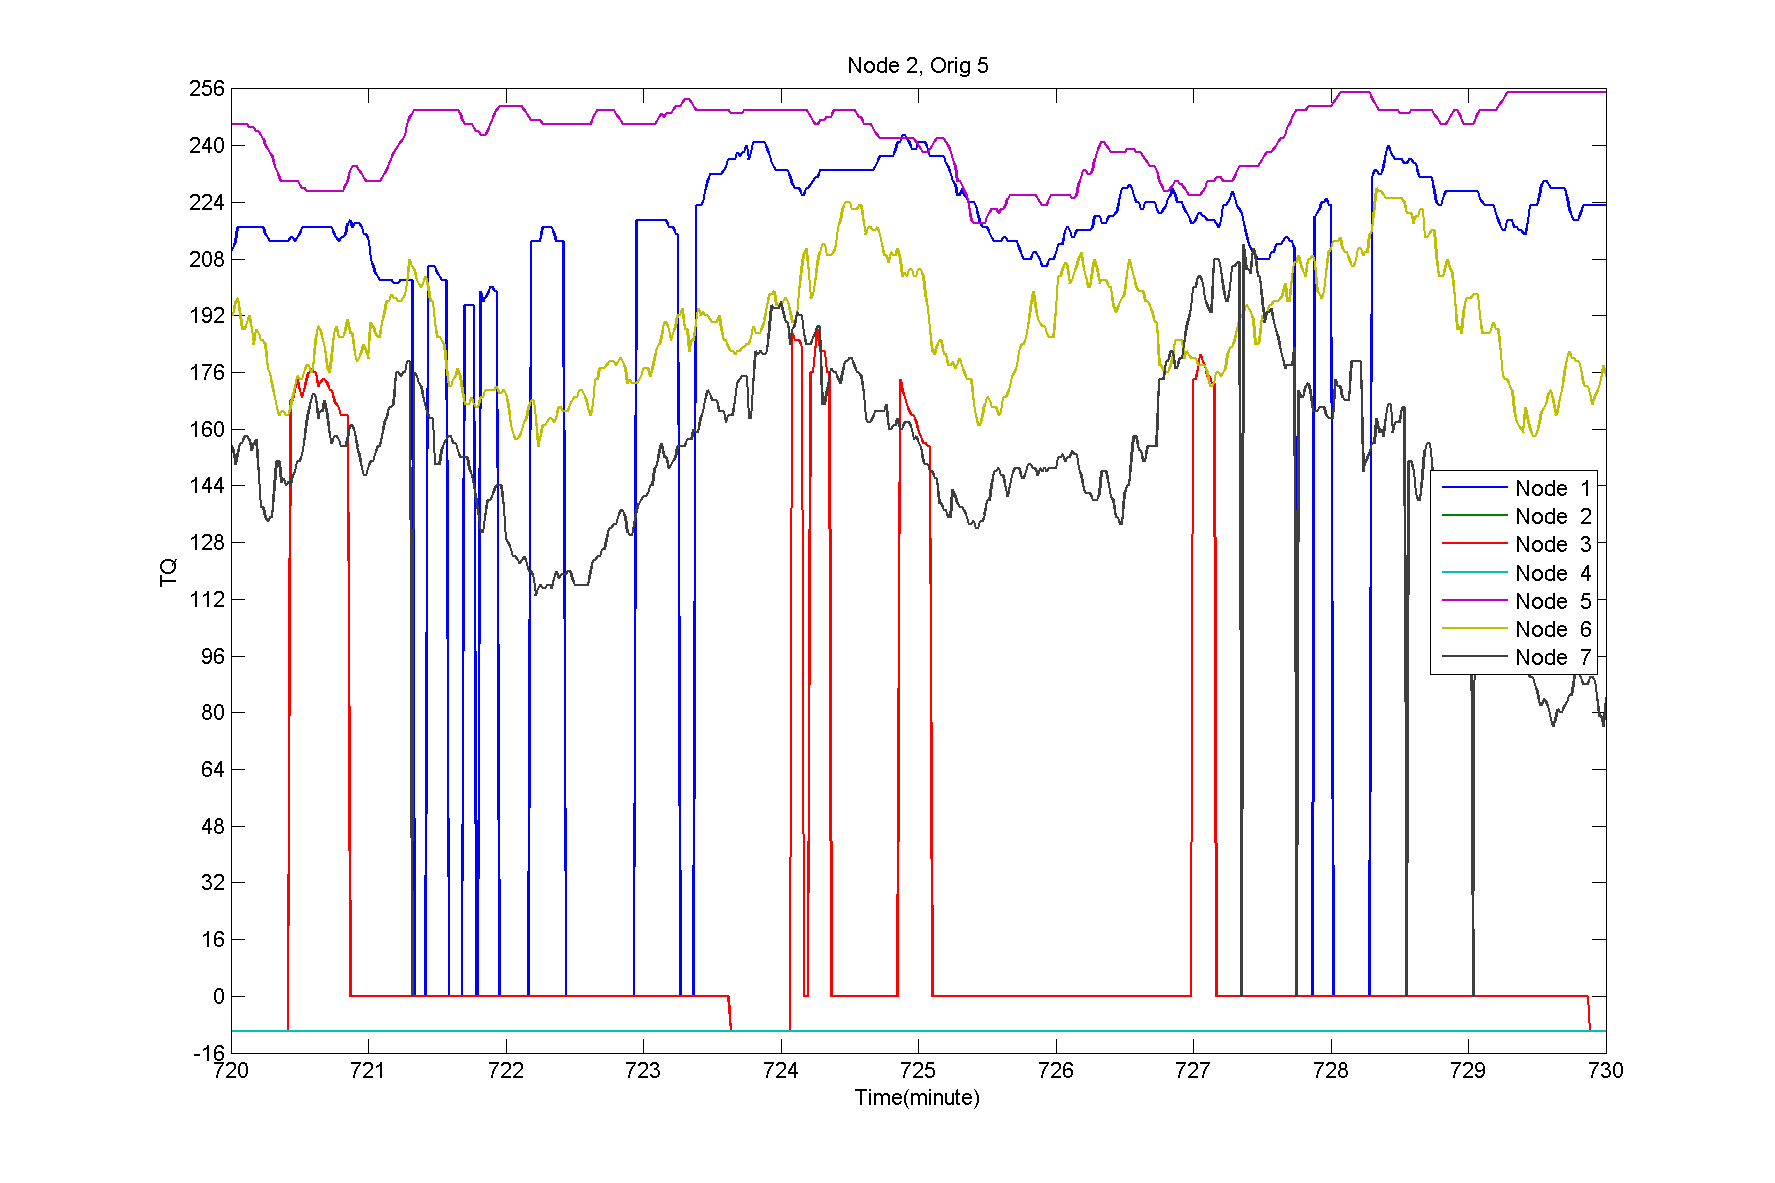 Node 2, Orig 5
256
240
224
208
192
176
160
144
128
112
96
80
64
48
32
16
0
-16
TQ
Node 1
Node 2
Node 3
Node 4
Node 5
Node 6
Node 7
720 721 722 723 724 725 726 727 728 729 730
Time(minute)